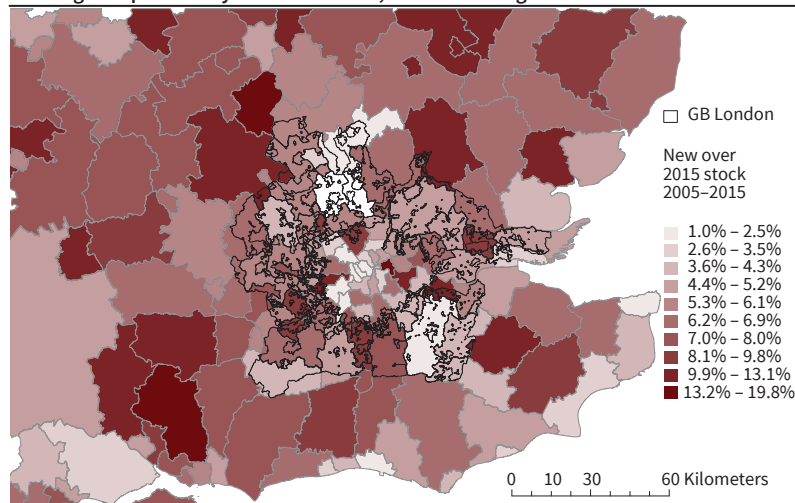 GB London
New over
2015 stock
2005–2015
1.0% – 2.5%
2.6% – 3.5%
3.6% – 4.3%
4.4% – 5.2%
5.3% – 6.1%
6.2% – 6.9%
7.0% – 8.0%
8.1% – 9.8%
9.9% – 13.1%
13.2% – 19.8%
0 10 30 60 Kilometers